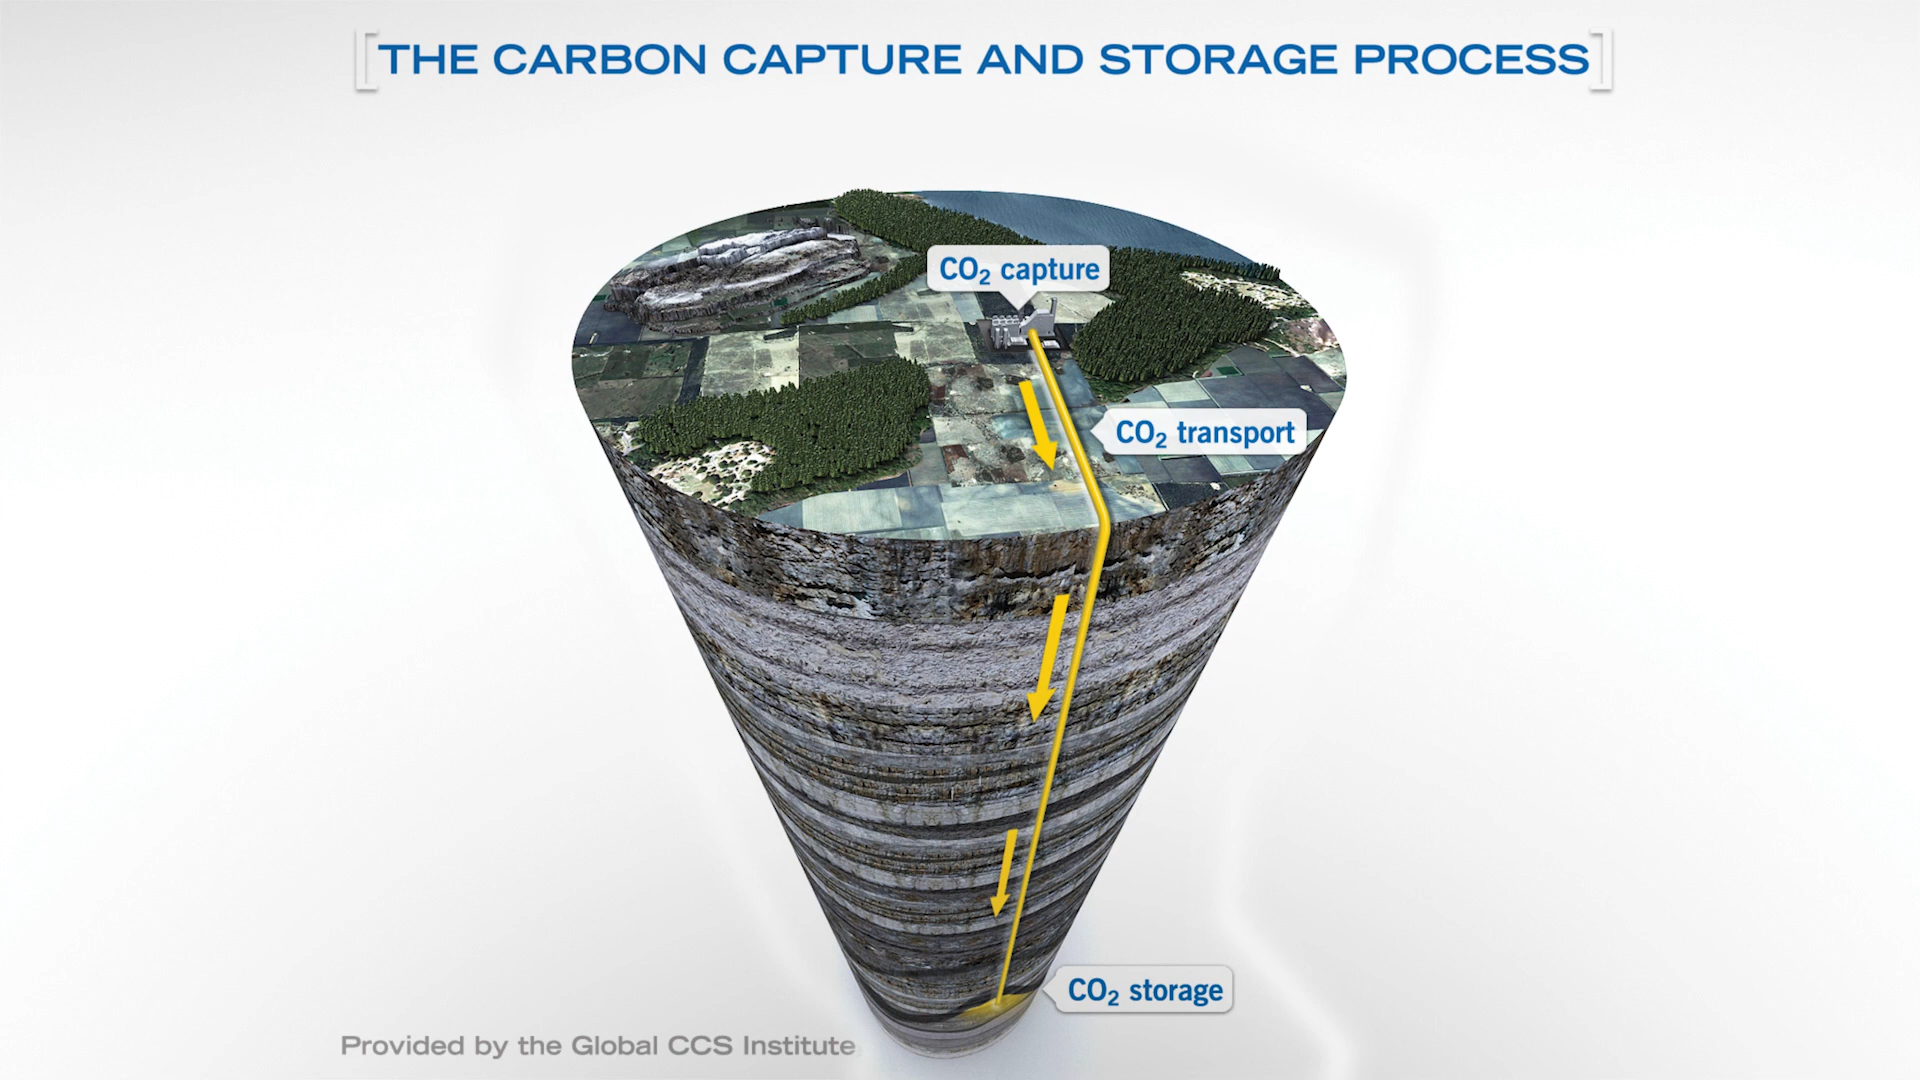 [THE CARBON CAPTURE AND STORAGE PROCESS]
CO₂ capture
CO₂ transport
CO₂ storage
Provided by the Global CCS Institute